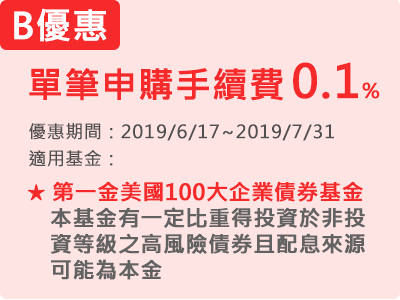 B優惠
單筆申購手續費0.1%
優惠期間：2019/6/17~2019/7/31
適用基金：
★ 第一金美國100大企業債券基金
本基金有一定比重得投資於非投
資等級之高風險債券且配息來源
可能為本金